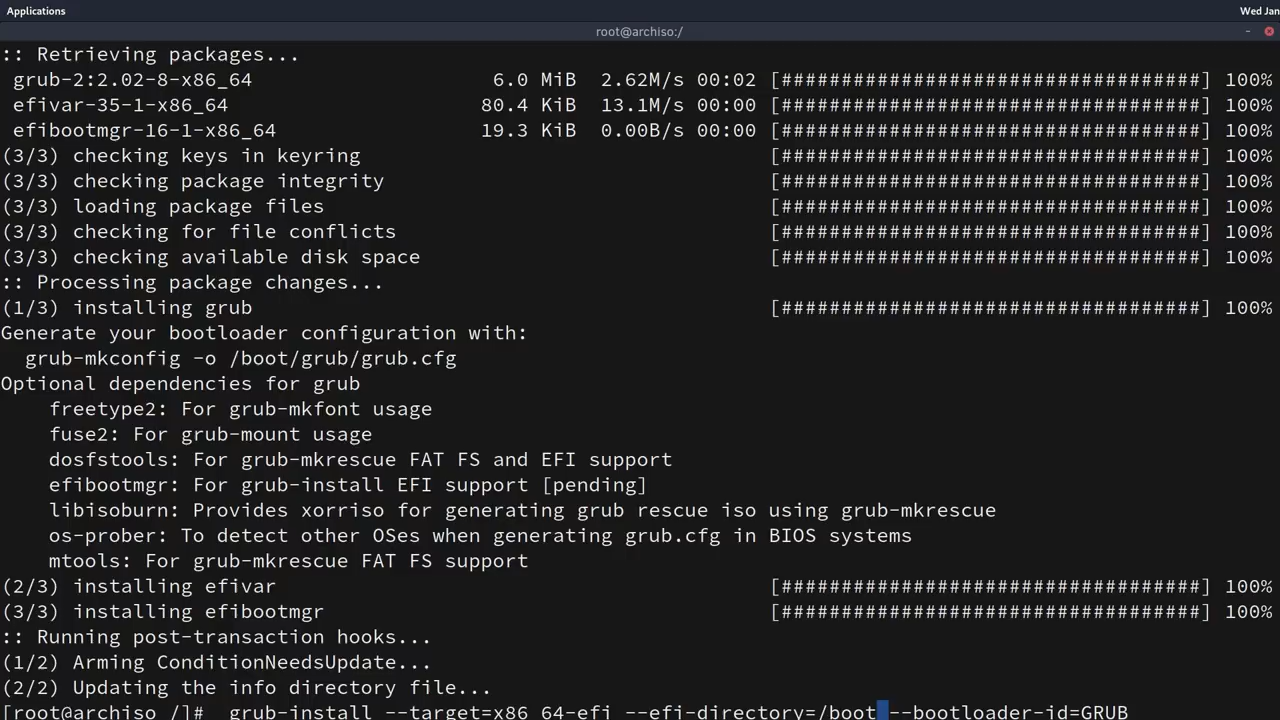 Applications Wed Jan
root@archiso:/
:: Retrieving packages...
grub-2:2.02-8-x86_64 6.0 MiB 2.62M/s 00:02 [###################################] 100%
efivar-35-1-x86_64 80.4 KiB 13.1M/s 00:00 [###################################] 100%
efibootmgr-16-1-x86_64 19.3 KiB 0.00B/s 00:00 [###################################] 100%
(3/3) checking keys in keyring [###################################] 100%
(3/3) checking package integrity [###################################] 100%
(3/3) loading package files [###################################] 100%
(3/3) checking for file conflicts [###################################] 100%
(3/3) checking available disk space [###################################] 100%
:: Processing package changes...
(1/3) installing grub [###################################] 100%
Generate your bootloader configuration with:
grub-mkconfig -o /boot/grub/grub.cfg
Optional dependencies for grub
freetype2: For grub-mkfont usage
fuse2: For grub-mount usage
dosfstools: For grub-mkrescue FAT FS and EFI support
efibootmgr: For grub-install EFI support [pending]
libisoburn: Provides xorriso for generating grub rescue iso using grub-mkrescue
os-prober: To detect other OSes when generating grub.cfg in BIOS systems
mtools: For grub-mkrescue FAT FS support
(2/3) installing efivar [###################################] 100%
(3/3) installing efibootmgr [###################################] 100%
:: Running post-transaction hooks...
(1/2) Arming ConditionNeedsUpdate...
(2/2) Updating the info directory file...
[root@archiso /]# grub-install --target=x86_64-efi --efi-directory=/boot --bootloader-id=GRUB